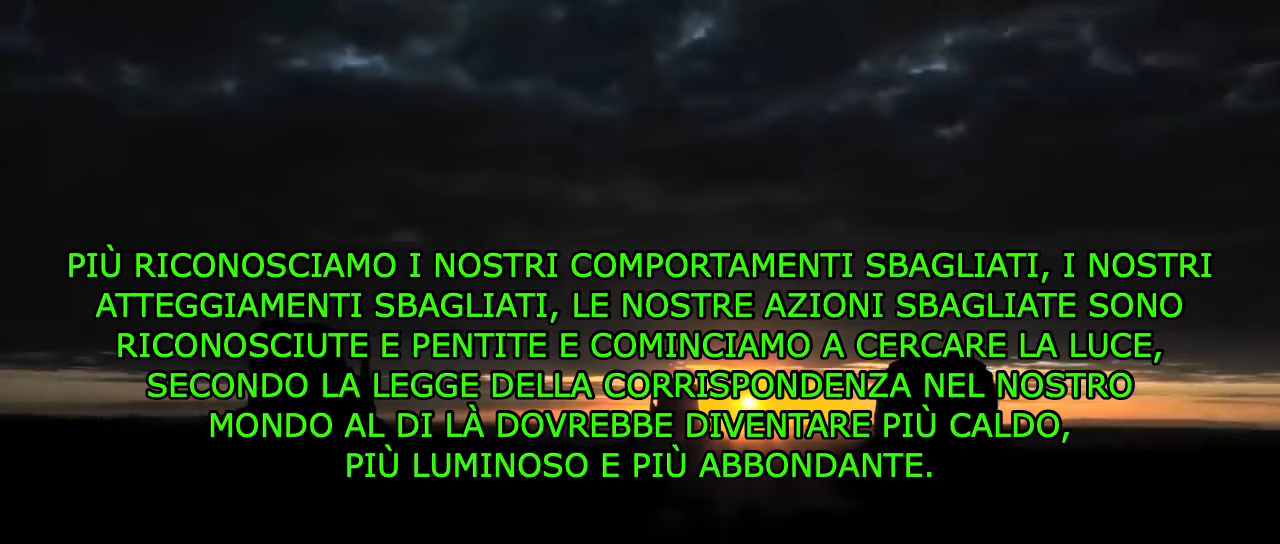 PIÙ RICONOSCIAMO I NOSTRI COMPORTAMENTI SBAGLIATI, I NOSTRI
ATTEGGIAMENTI SBAGLIATI, LE NOSTRE AZIONI SBAGLIATE SONO
RICONOSCIUTE E PENTITE E COMINCIAMO A CERCARE LA LUCE,
SECONDO LA LEGGE DELLA CORRISPONDENZA NEL NOSTRO
MONDO AL DI LÀ DOVREBBE DIVENTARE PIÙ CALDO,
PIÙ LUMINOSO E PIÙ ABBONDANTE.